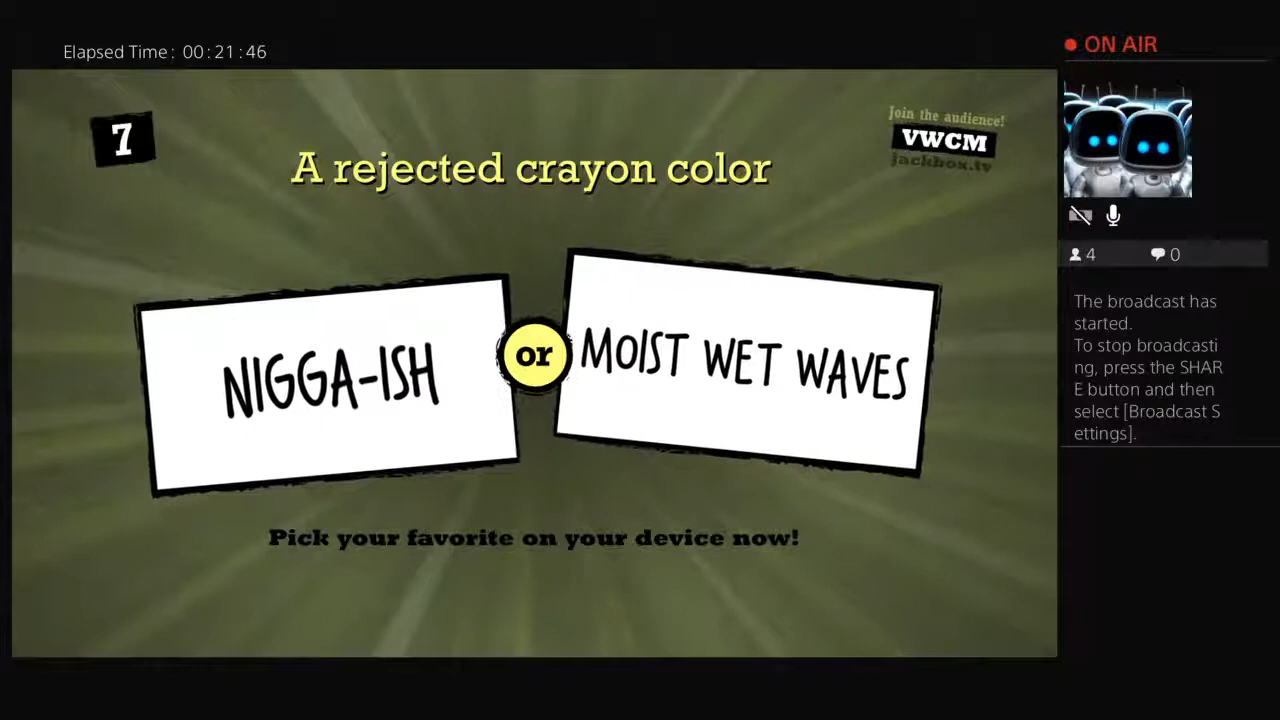 Elapsed Time: 00:21:46
ON AIR
7
Join the audience!
VWCM
jackbox.tv
A rejected crayon color
NIGGA-ISH
or
MOIST WET WAVES
4
0
The broadcast has
started.
To stop broadcasti
ng, press the SHAR
E button and then
select [Broadcast S
ettings].
Pick your favorite on your device now!